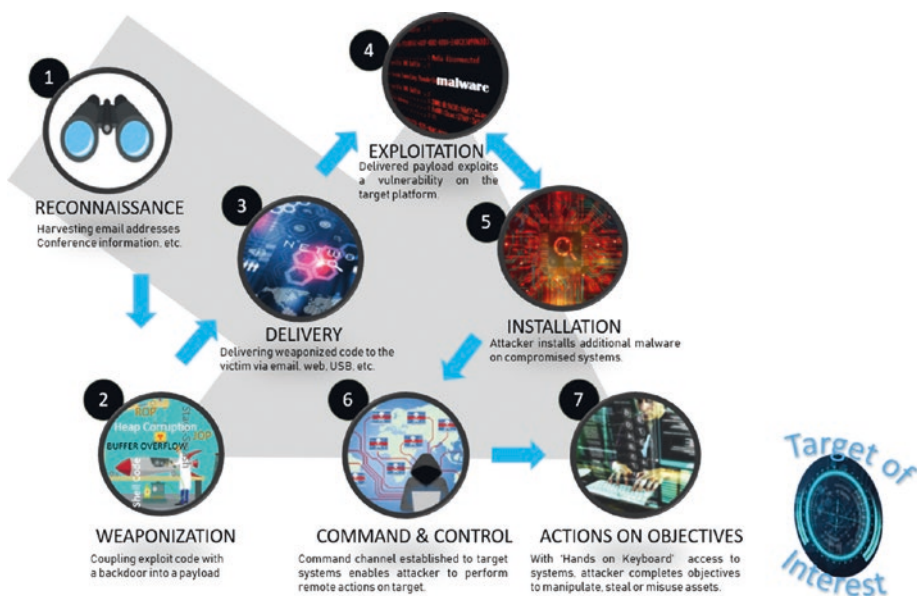 1
RECONNAISSANCE
Harvesting email addresses
Conference information, etc.
2
ROP
JOP
Heap Corruption
BUFFER OVERFLOW
Shell Code
WEAPONIZATION
Coupling exploit code with
a backdoor into a payload
3
DELIVERY
Delivering weaponized code to the
victim via email, web, USB, etc.
4
malware
EXPLOITATION
Delivered payload exploits
a vulnerability on the
target platform.
5
INSTALLATION
Attacker installs additional malware
on compromised systems.
6
COMMAND & CONTROL
Command channel established to target
systems enables attacker to perform
remote actions on target.
7
ACTIONS ON OBJECTIVES
With 'Hands on Keyboard' access to
systems, attacker completes objectives
to manipulate, steal or misuse assets.
Target of
Interest